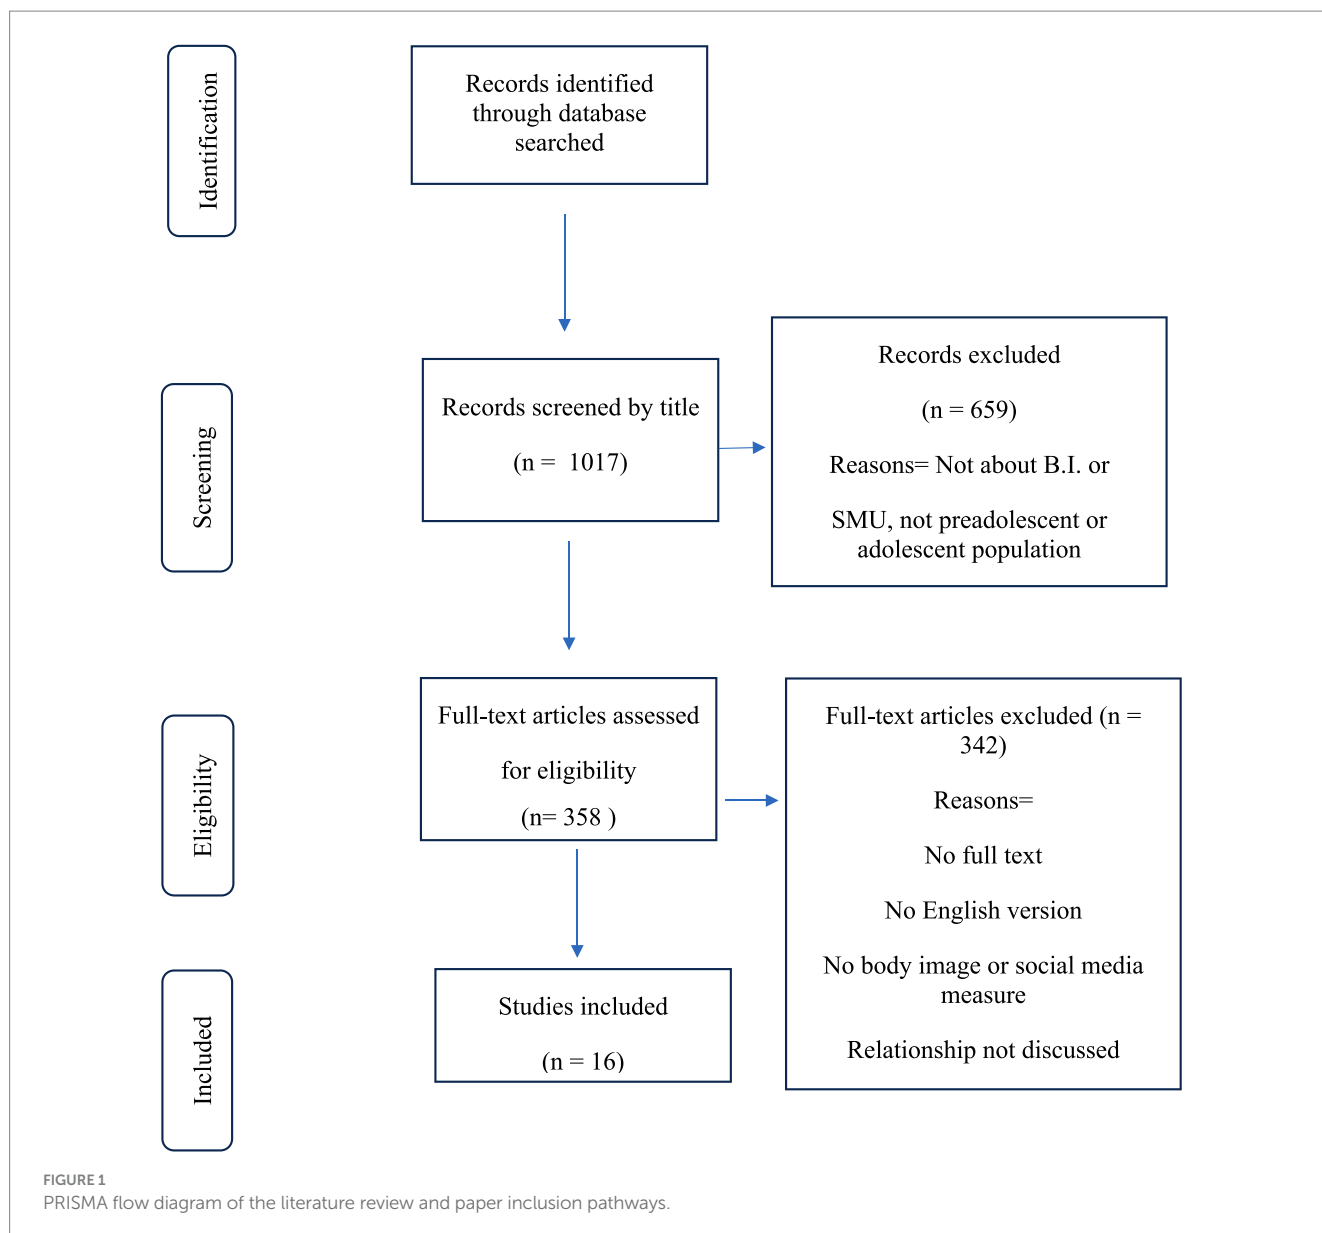 Identification
Records identified
through database
searched
Screening
Records screened by title
(n =  1017)
Records excluded
(n = 659)
Reasons= Not about B.I. or
SMU, not preadolescent or
adolescent population
Eligibility
Full-text articles assessed
for eligibility
(n= 358 )
Full-text articles excluded (n =
342)
Reasons=
No full text
No English version
No body image or social media
measure
Relationship not discussed
Included
Studies included
(n = 16)
FIGURE 1
PRISMA flow diagram of the literature review and paper inclusion pathways.